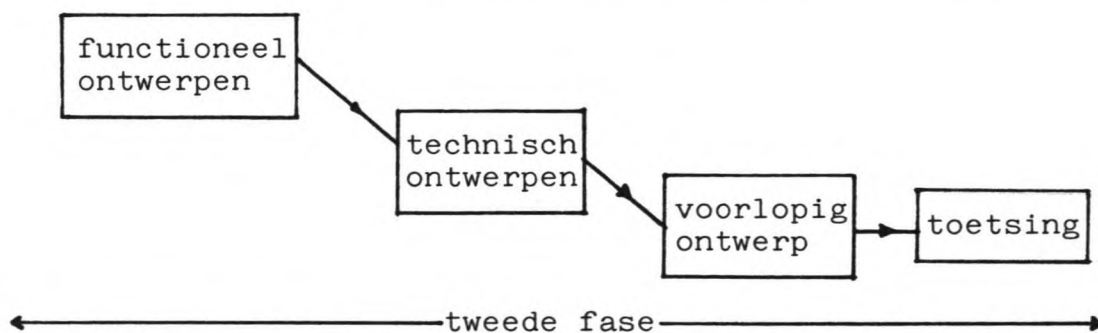 functioneel
ontwerpen
technisch
ontwerpen
voorlopig
ontwerp
toetsing
tweede fase